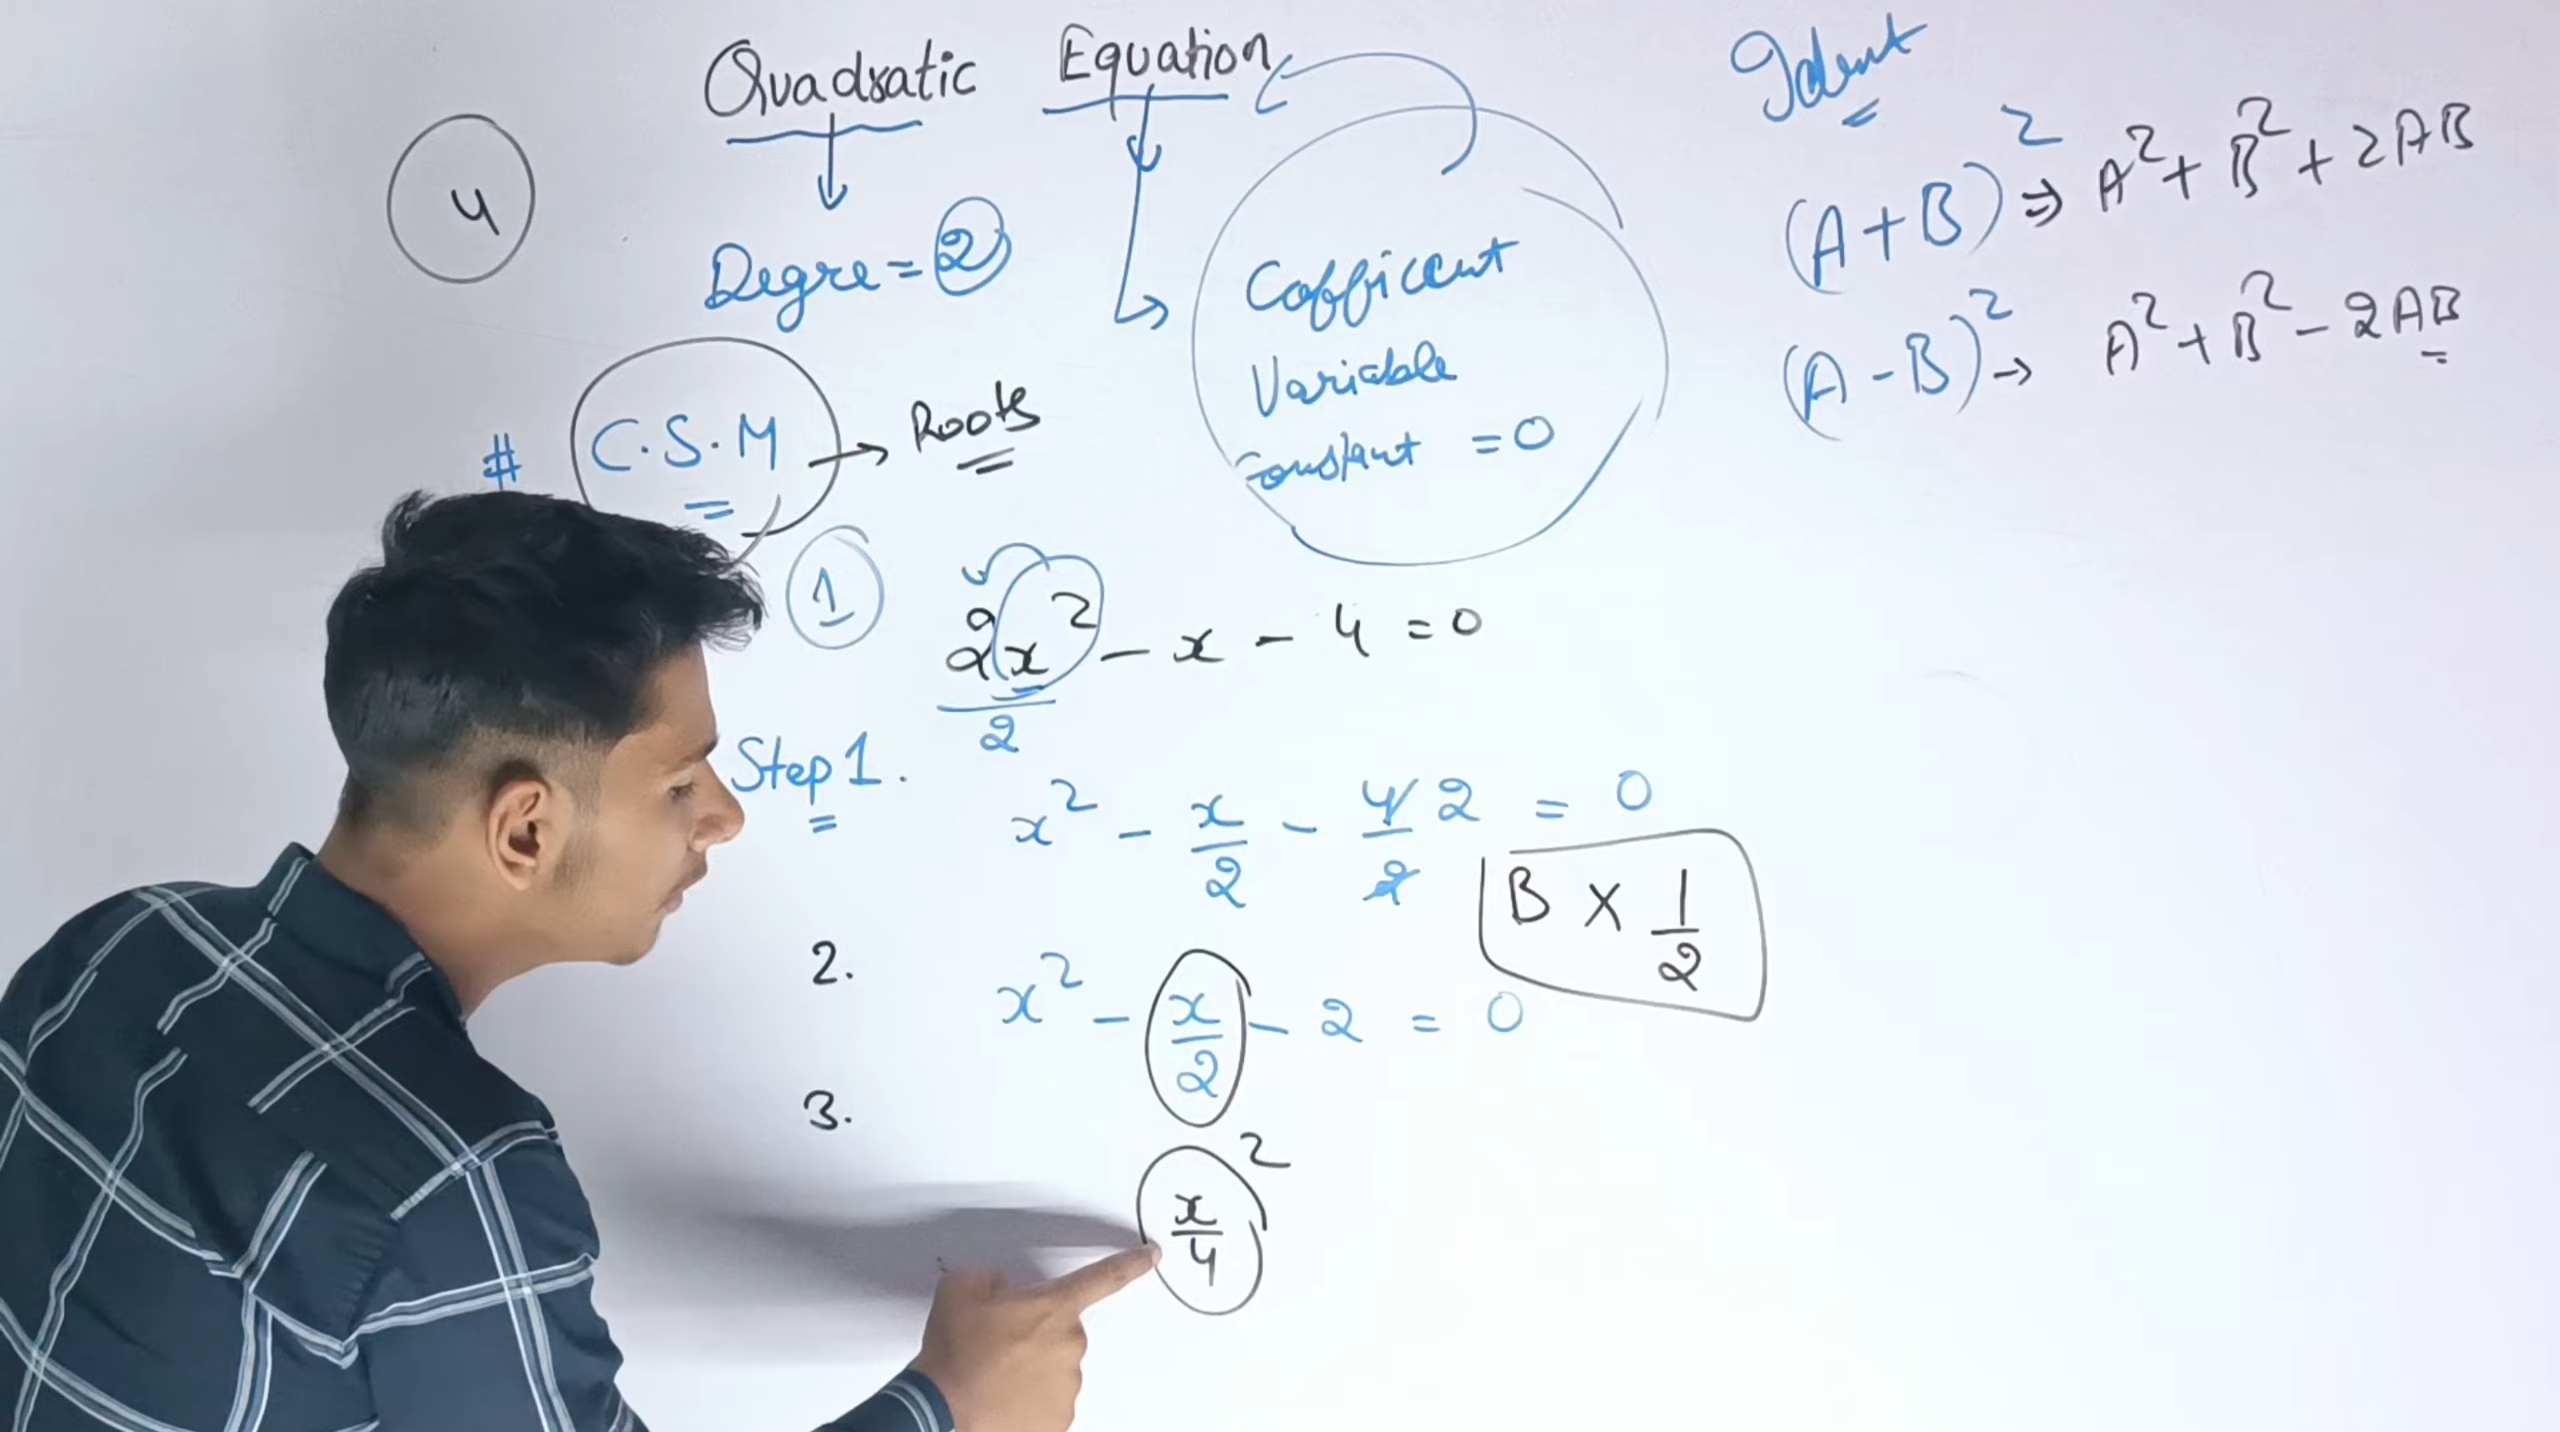 Quadratic Equation
4
Degre = 2
Cofficent
Variable
Constant = 0
# C.S.M → Roots
Ident
(A+B)² ⇒ A² + B² + 2AB
(A-B)² → A² + B² - 2AB
1
2x² - x - 4 = 0
2
2
Step 1.
x² - x/2 - 4/2 2 = 0
B × 1/2
2.
x² - x/2 - 2 = 0
3.
x/4 ²